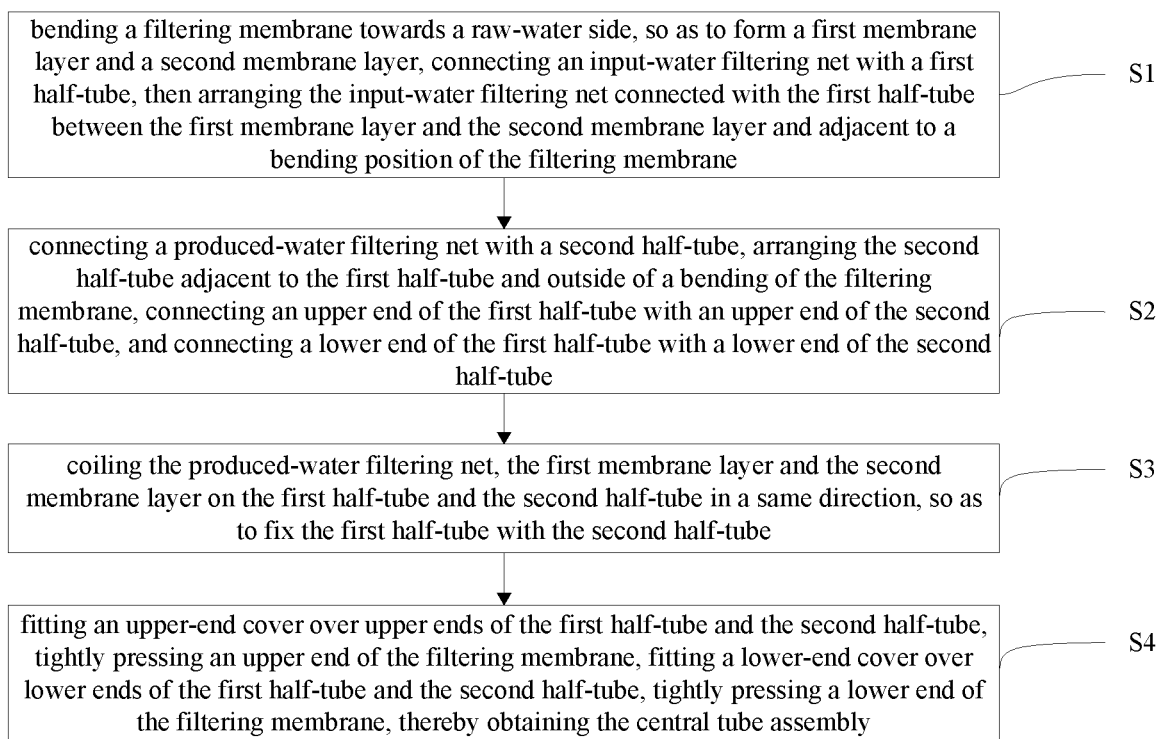 bending a filtering membrane towards a raw-water side, so as to form a first membrane
layer and a second membrane layer, connecting an input-water filtering net with a first
half-tube, then arranging the input-water filtering net connected with the first half-tube
between the first membrane layer and the second membrane layer and adjacent to a
bending position of the filtering membrane
S1
connecting a produced-water filtering net with a second half-tube, arranging the second
half-tube adjacent to the first half-tube and outside of a bending of the filtering
membrane, connecting an upper end of the first half-tube with an upper end of the second
half-tube, and connecting a lower end of the first half-tube with a lower end of the second
half-tube
S2
coiling the produced-water filtering net, the first membrane layer and the second
membrane layer on the first half-tube and the second half-tube in a same direction, so as
to fix the first half-tube with the second half-tube
S3
fitting an upper-end cover over upper ends of the first half-tube and the second half-tube,
tightly pressing an upper end of the filtering membrane, fitting a lower-end cover over
lower ends of the first half-tube and the second half-tube, tightly pressing a lower end of
the filtering membrane, thereby obtaining the central tube assembly
S4